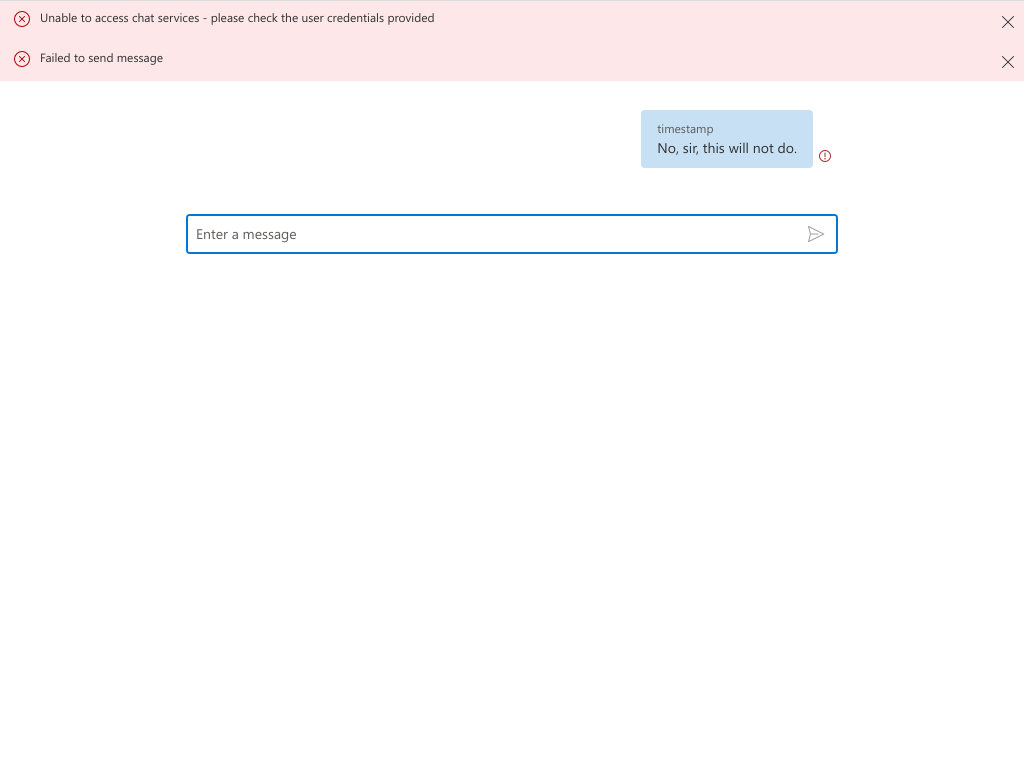 Unable to access chat services - please check the user credentials provided
Failed to send message
timestamp
No, sir, this will not do.
Enter a message